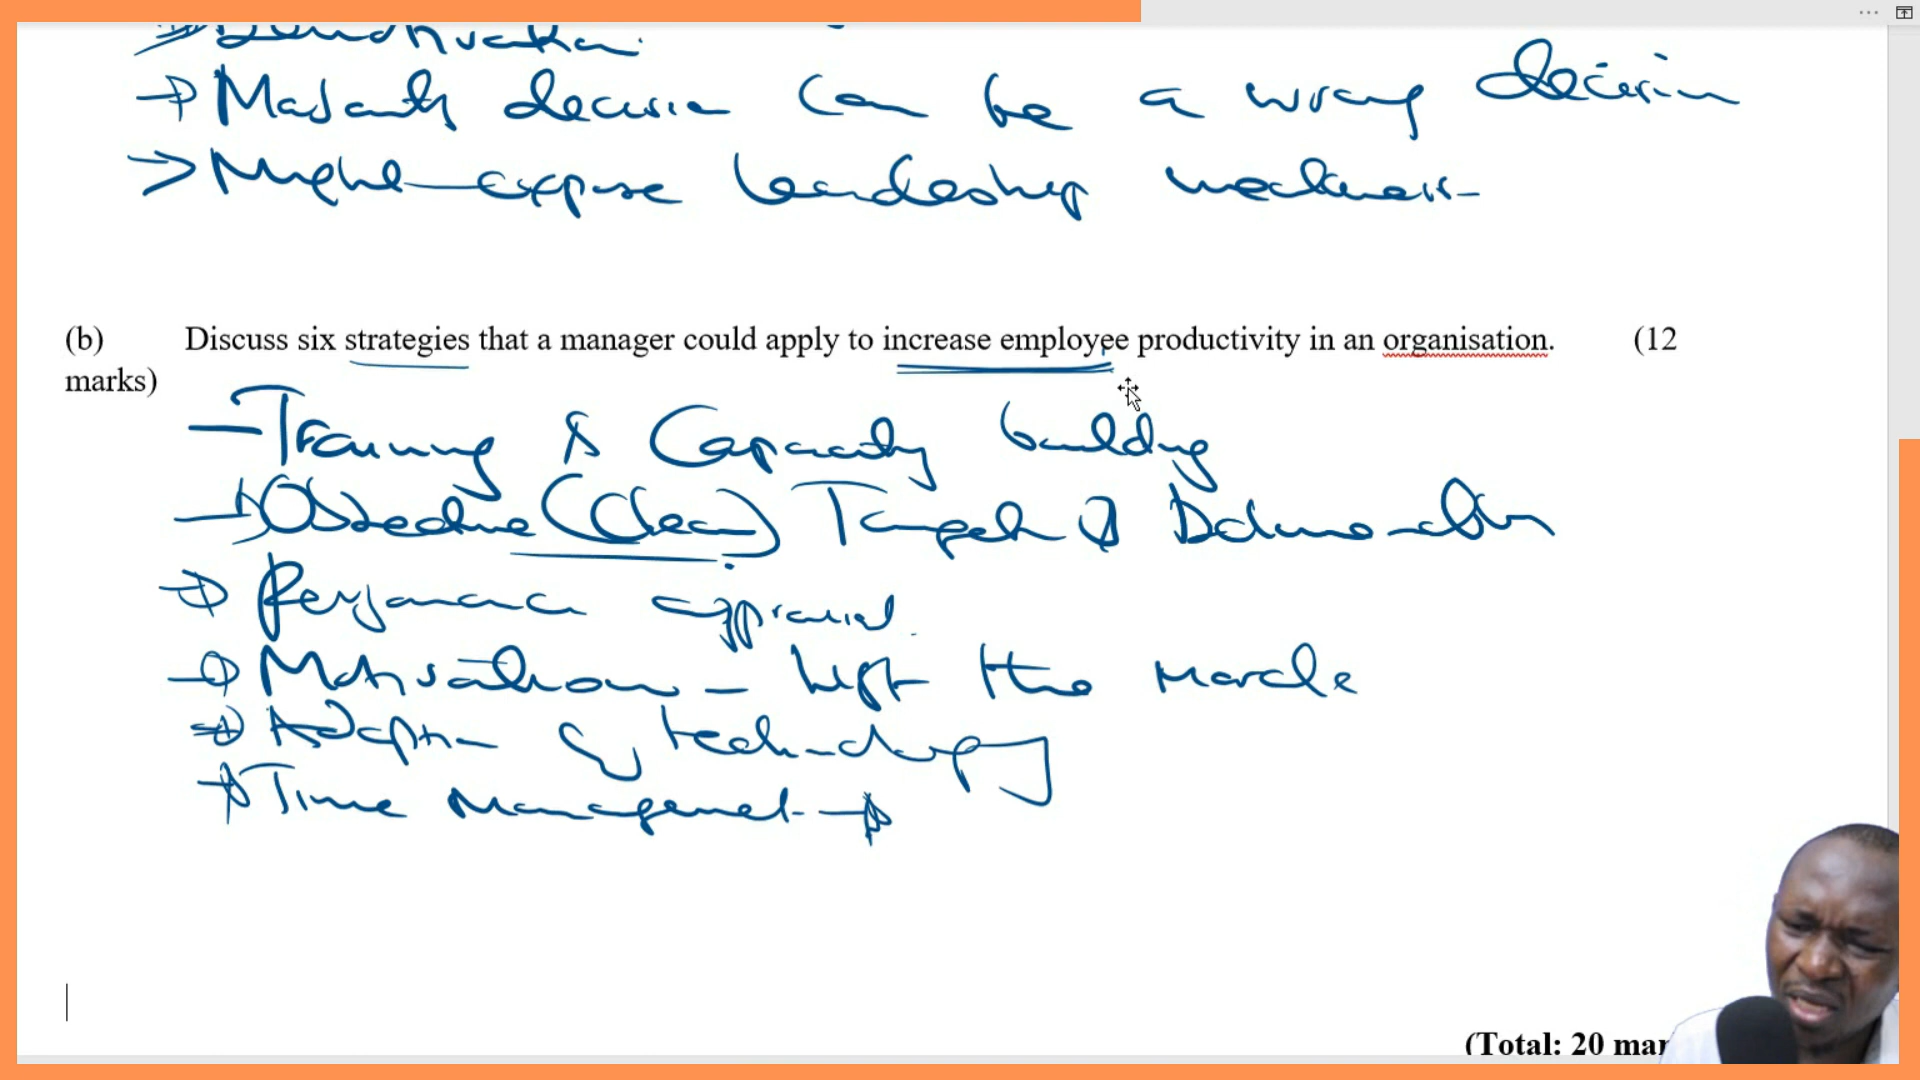 → Majority decision can be a wrong decision
→ Might expose leadership weakness-
(b) Discuss six strategies that a manager could apply to increase employee productivity in an organisation. (12
marks)
- Training & Capacity building
→ Objective (Clear) Targets &
→ Performance appraisal.
→ Motivation - lift the Morale
→ Adoption of technology
→ Time Management- →
(Total: 20 mar